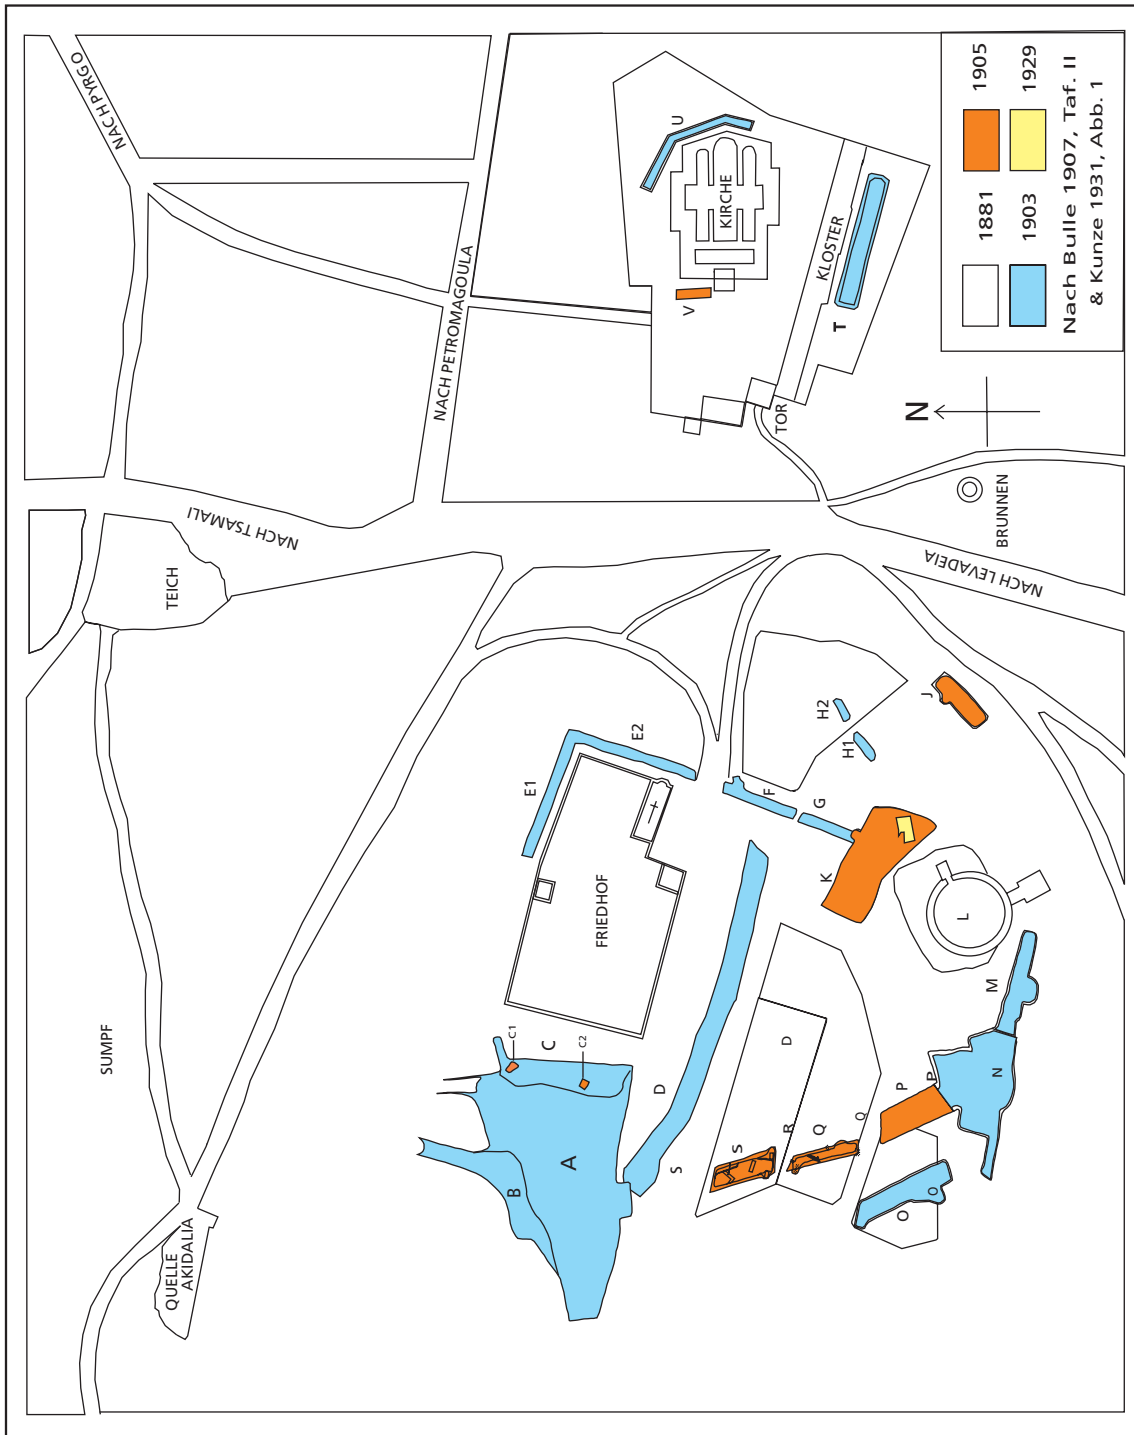 NACH PYRGO
NACH PETROMAGOULA
NACH TSAMALI
TEICH
SUMPF
QUELLE
AKIDALIA
U
KIRCHE
V
KLOSTER
T
TOR
N
BRUNNEN
NACH LEVADEIA
1881
1905
1903
1929
Nach Bulle 1907, Taf. II
& Kunze 1931, Abb. 1
E1
E2
FRIEDHOF
C1
C
C2
A
B
D
S
F
G
H1
H2
J
K
L
M
N
D
S
R
Q
Q
P
P
O
O